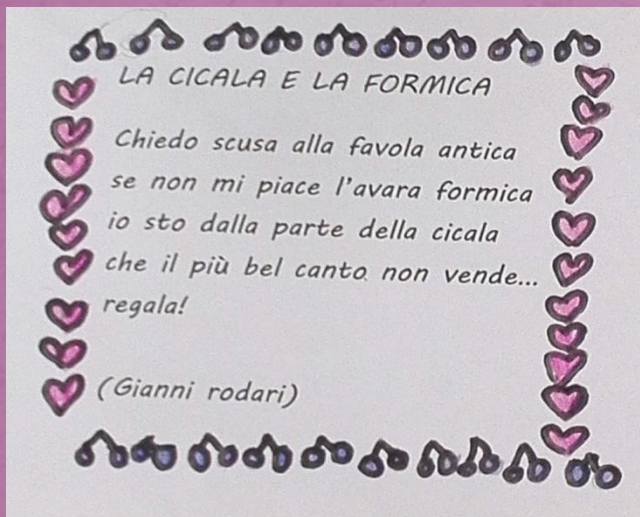 LA CICALA E LA FORMICA
Chiedo scusa alla favola antica
se non mi piace l'avara formica
io sto dalla parte della cicala
che il più bel canto non vende...
regala!
(Gianni rodari)